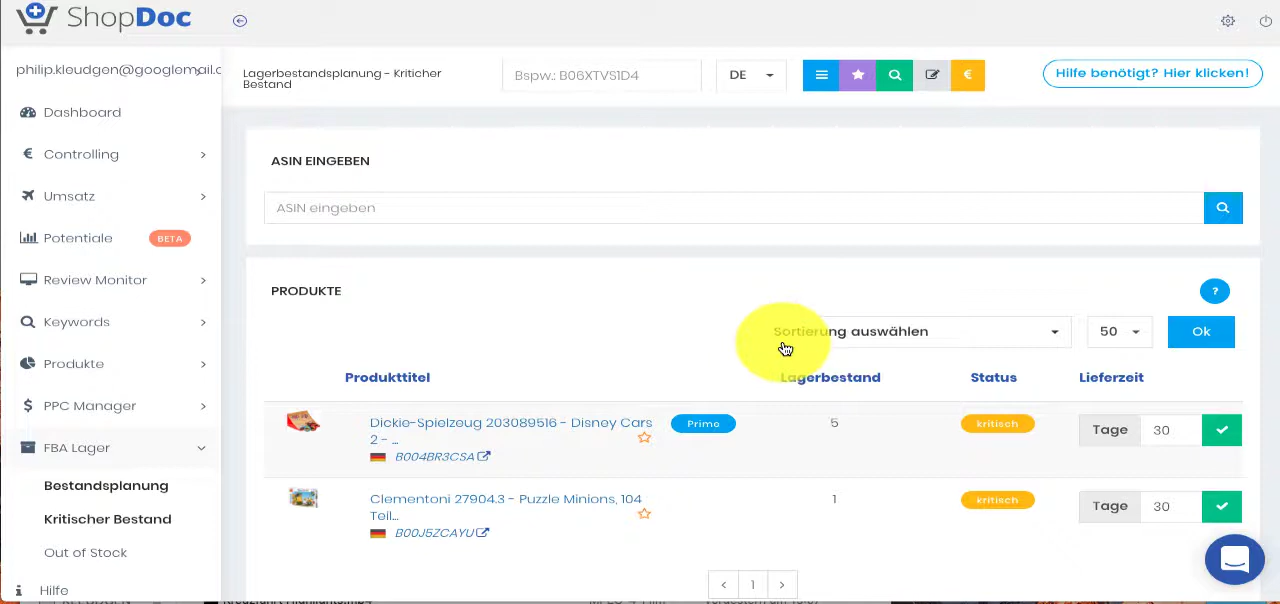 ShopDoc
philip.kleudgen@googlemail.c
Lagerbestandsplanung - Kriticher
Bestand
Bspw.: B06XTVS1D4
DE
€
Hilfe benötigt? Hier klicken!
Dashboard
€ Controlling
Umsatz
Potentiale BETA
Review Monitor
Keywords
Produkte
$ PPC Manager
FBA Lager
Bestandsplanung
Kritischer Bestand
Out of Stock
i Hilfe
ASIN EINGEBEN
ASIN eingeben
PRODUKTE
?
Sortierung auswählen 50 Ok
Produkttitel Lagerbestand Status Lieferzeit
Dickie-Spielzeug 203089516 - Disney Cars
2 - ...
B004BR3CSA
Prime 5 kritisch Tage 30
Clementoni 27904.3 - Puzzle Minions, 104
Teil...
B00J5ZCAYU
1 kritisch Tage 30
< 1 >